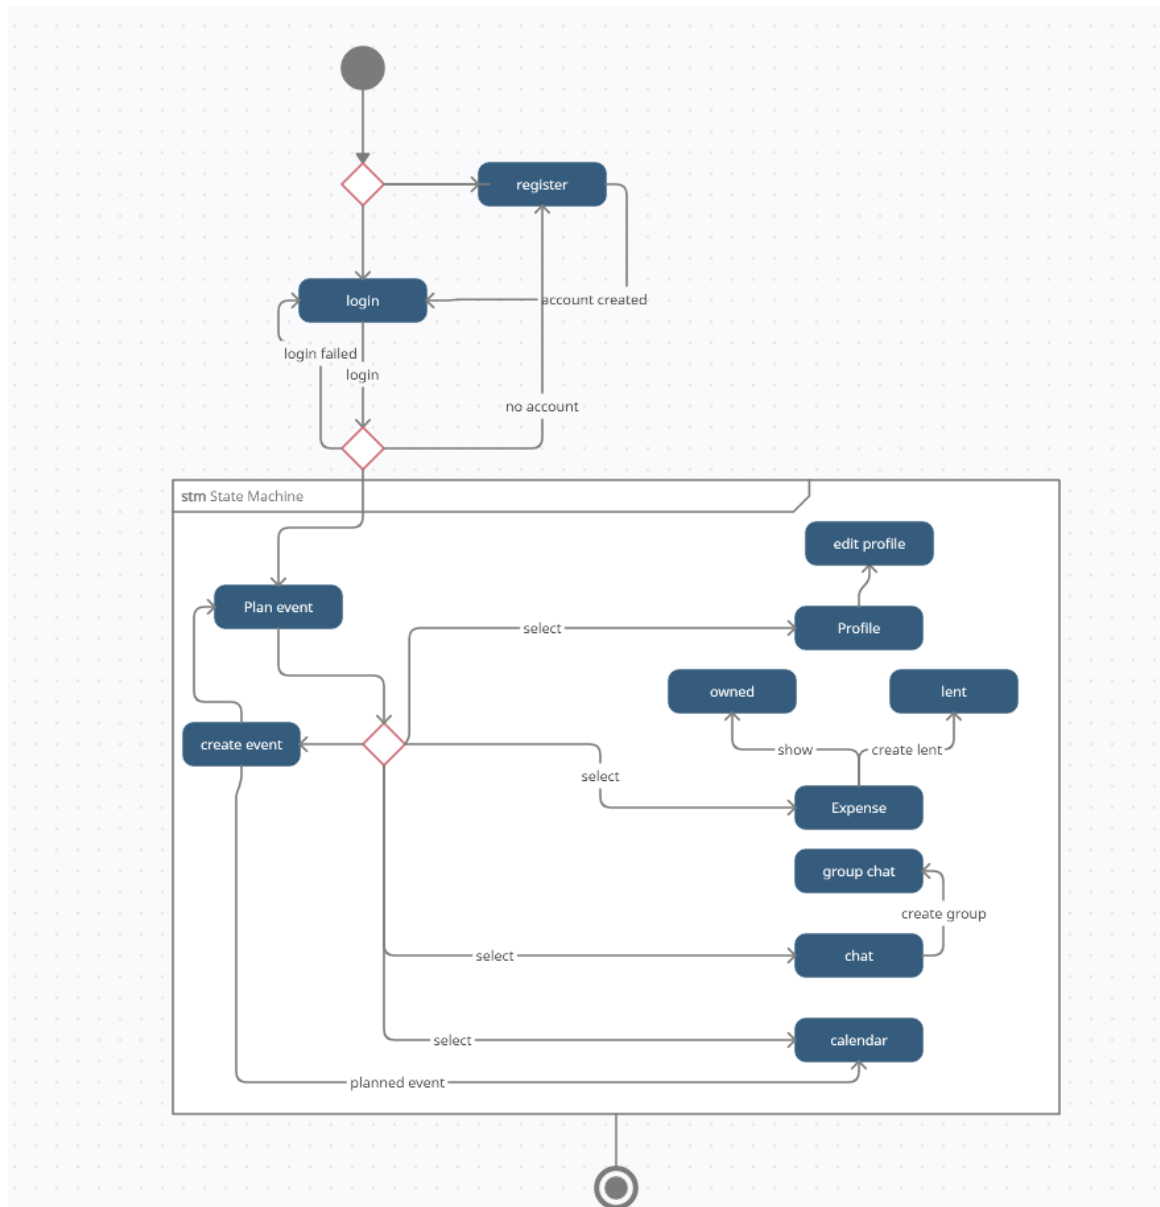 register
login
account created
login failed
login
no account
stm State Machine
edit profile
Plan event
select
Profile
owned
lent
create event
show
create lent
select
Expense
group chat
create group
select
chat
select
calendar
planned event